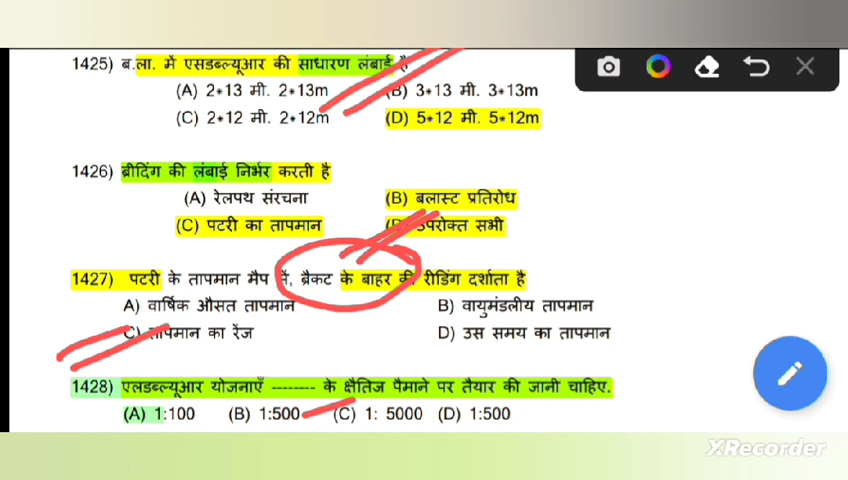 1425) ब.ला. में एसडब्ल्यूआर की साधारण लंबाई है
(A) 2*13 मी. 2*13m (B) 3*13 मी. 3*13m
(C) 2*12 मी. 2*12m (D) 5*12 मी. 5*12m
1426) ब्रीदिंग की लंबाई निर्भर करती है
(A) रेलपथ संरचना (B) बलास्ट प्रतिरोध
(C) पटरी का तापमान उपरोक्त सभी
1427) पटरी के तापमान मैप में, ब्रैकट के बाहर की रीडिंग दर्शाता है
A) वार्षिक औसत तापमान B) वायुमंडलीय तापमान
C) तापमान का रेंज D) उस समय का तापमान
1428) एलडब्ल्यूआर योजनाएँ -------- के क्षैतिज पैमाने पर तैयार की जानी चाहिए.
(A) 1:100 (B) 1:500 (C) 1: 5000 (D) 1:500
XRecorder